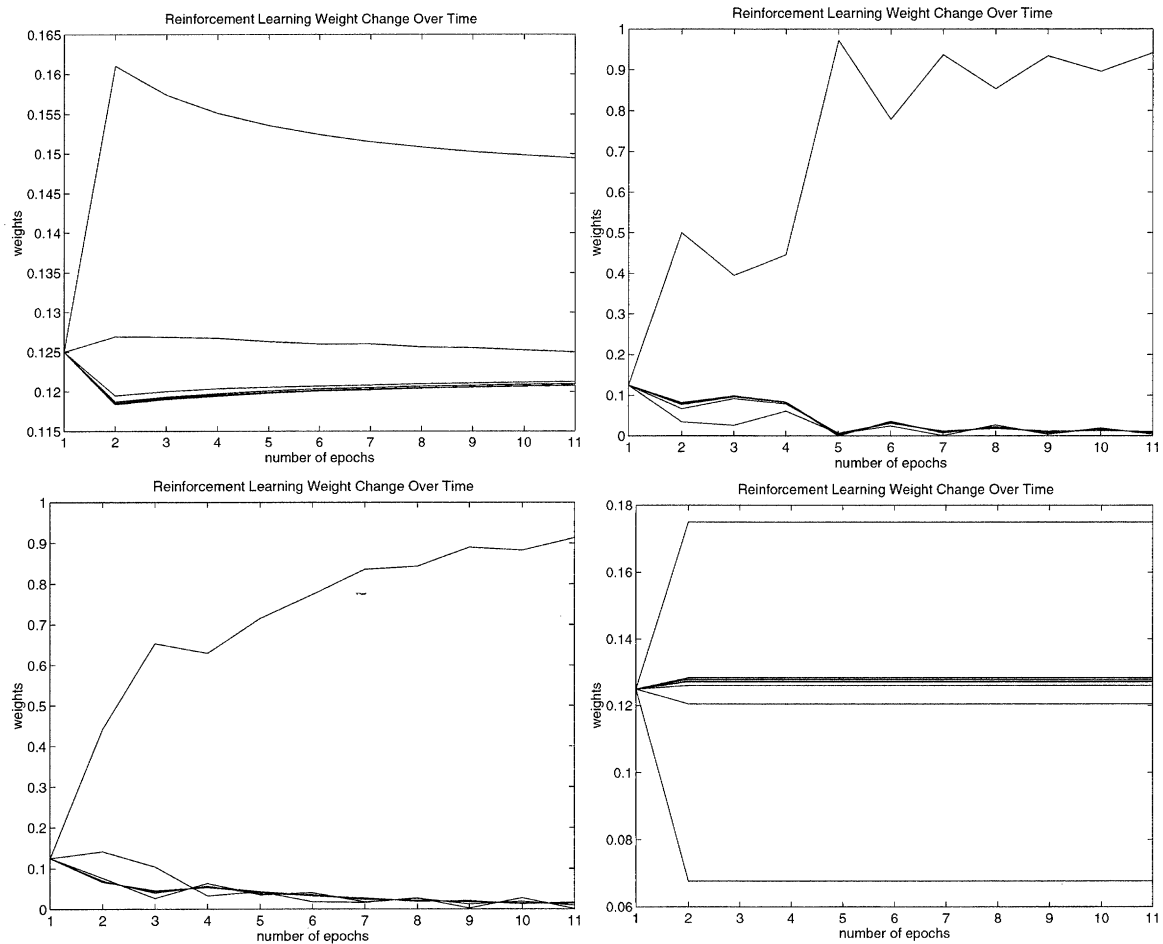 Reinforcement Learning Weight Change Over Time
0.165
0.16
0.155
0.15
0.145
0.14
0.135
0.13
0.125
0.12
0.115
weights
1 2 3 4 5 6 7 8 9 10 11
number of epochs
Reinforcement Learning Weight Change Over Time
1
0.9
0.8
0.7
0.6
0.5
0.4
0.3
0.2
0.1
0
weights
1 2 3 4 5 6 7 8 9 10 11
number of epochs
Reinforcement Learning Weight Change Over Time
1
0.9
0.8
0.7
0.6
0.5
0.4
0.3
0.2
0.1
0
weights
1 2 3 4 5 6 7 8 9 10 11
number of epochs
Reinforcement Learning Weight Change Over Time
0.18
0.16
0.14
0.12
0.1
0.08
0.06
weights
1 2 3 4 5 6 7 8 9 10 11
number of epochs